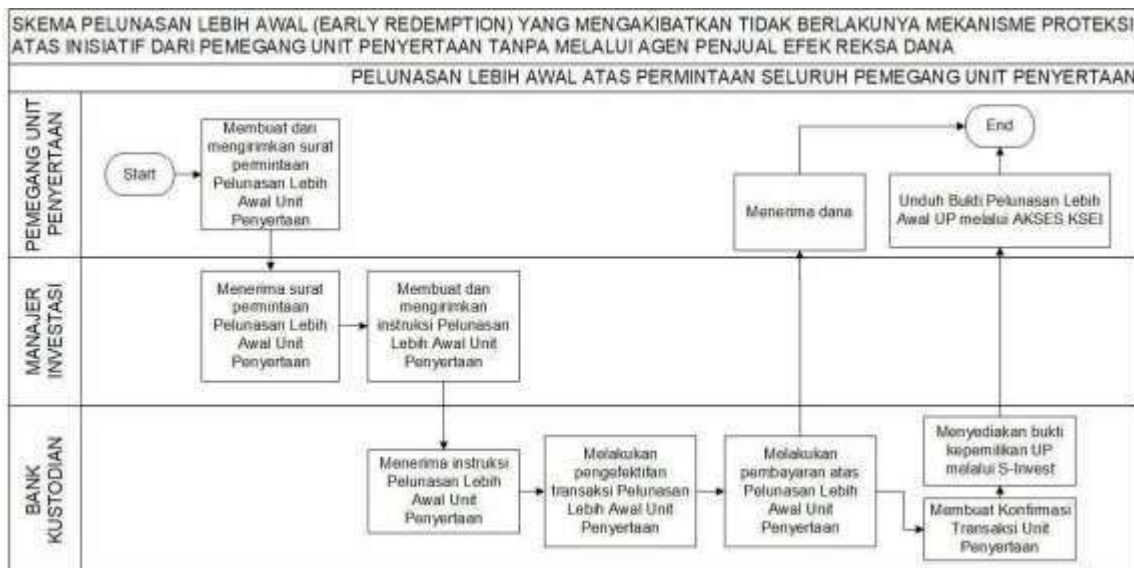 SKEMA PELUNASAN LEBIH AWAL (EARLY REDEMPTION) YANG MENGAKIBATKAN TIDAK BERLAKUNYA MEKANISME PROTEKSI
ATAS INISIATIF DARI PEMEGANG UNIT PENYERTAAN TANPA MELALUI AGEN PENJUAL EFEK REKSA DANA
PELUNASAN LEBIH AWAL ATAS PERMINTAAN SELURUH PEMEGANG UNIT PENYERTAAN
PEMEGANG UNIT
PENYERTAAN
Start
Membuat dan
mengirimkan surat
permintaan
Pelunasan Lebih
Awal Unit
Penyertaan
Menerima dana
End
Unduh Bukti Pelunasan Lebih
Awal UP melalui AKSES KSEI
MANAJER
INVESTASI
Menerima surat
permintaan
Pelunasan Lebih
Awal Unit
Penyertaan
Membuat dan
mengirimkan
instruksi Pelunasan
Lebih Awal Unit
Penyertaan
BANK
KUSTODIAN
Menerima instruksi
Pelunasan Lebih
Awal Unit
Penyertaan
Melakukan
pengefektifan
transaksi Pelunasan
Lebih Awal Unit
Penyertaan
Melakukan
pembayaran atas
Pelunasan Lebih
Awal Unit
Penyertaan
Menyediakan bukti
kepemilikan UP
melalui S-Invest
Membuat Konfirmasi
Transaksi Unit
Penyertaan